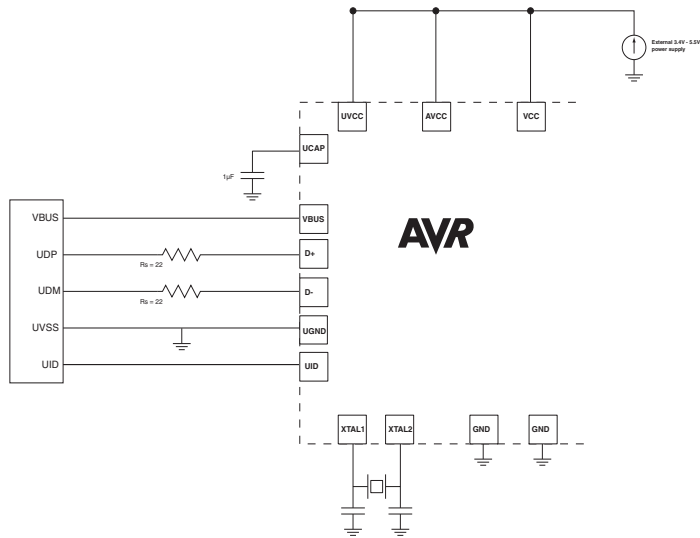 External 3.4V - 5.5V
power supply
UVCC
AVCC
VCC
UCAP
1µF
VBUS
VBUS
AVR
UDP
Rs = 22
D+
UDM
Rs = 22
D-
UVSS
UGND
UID
UID
XTAL1
XTAL2
GND
GND